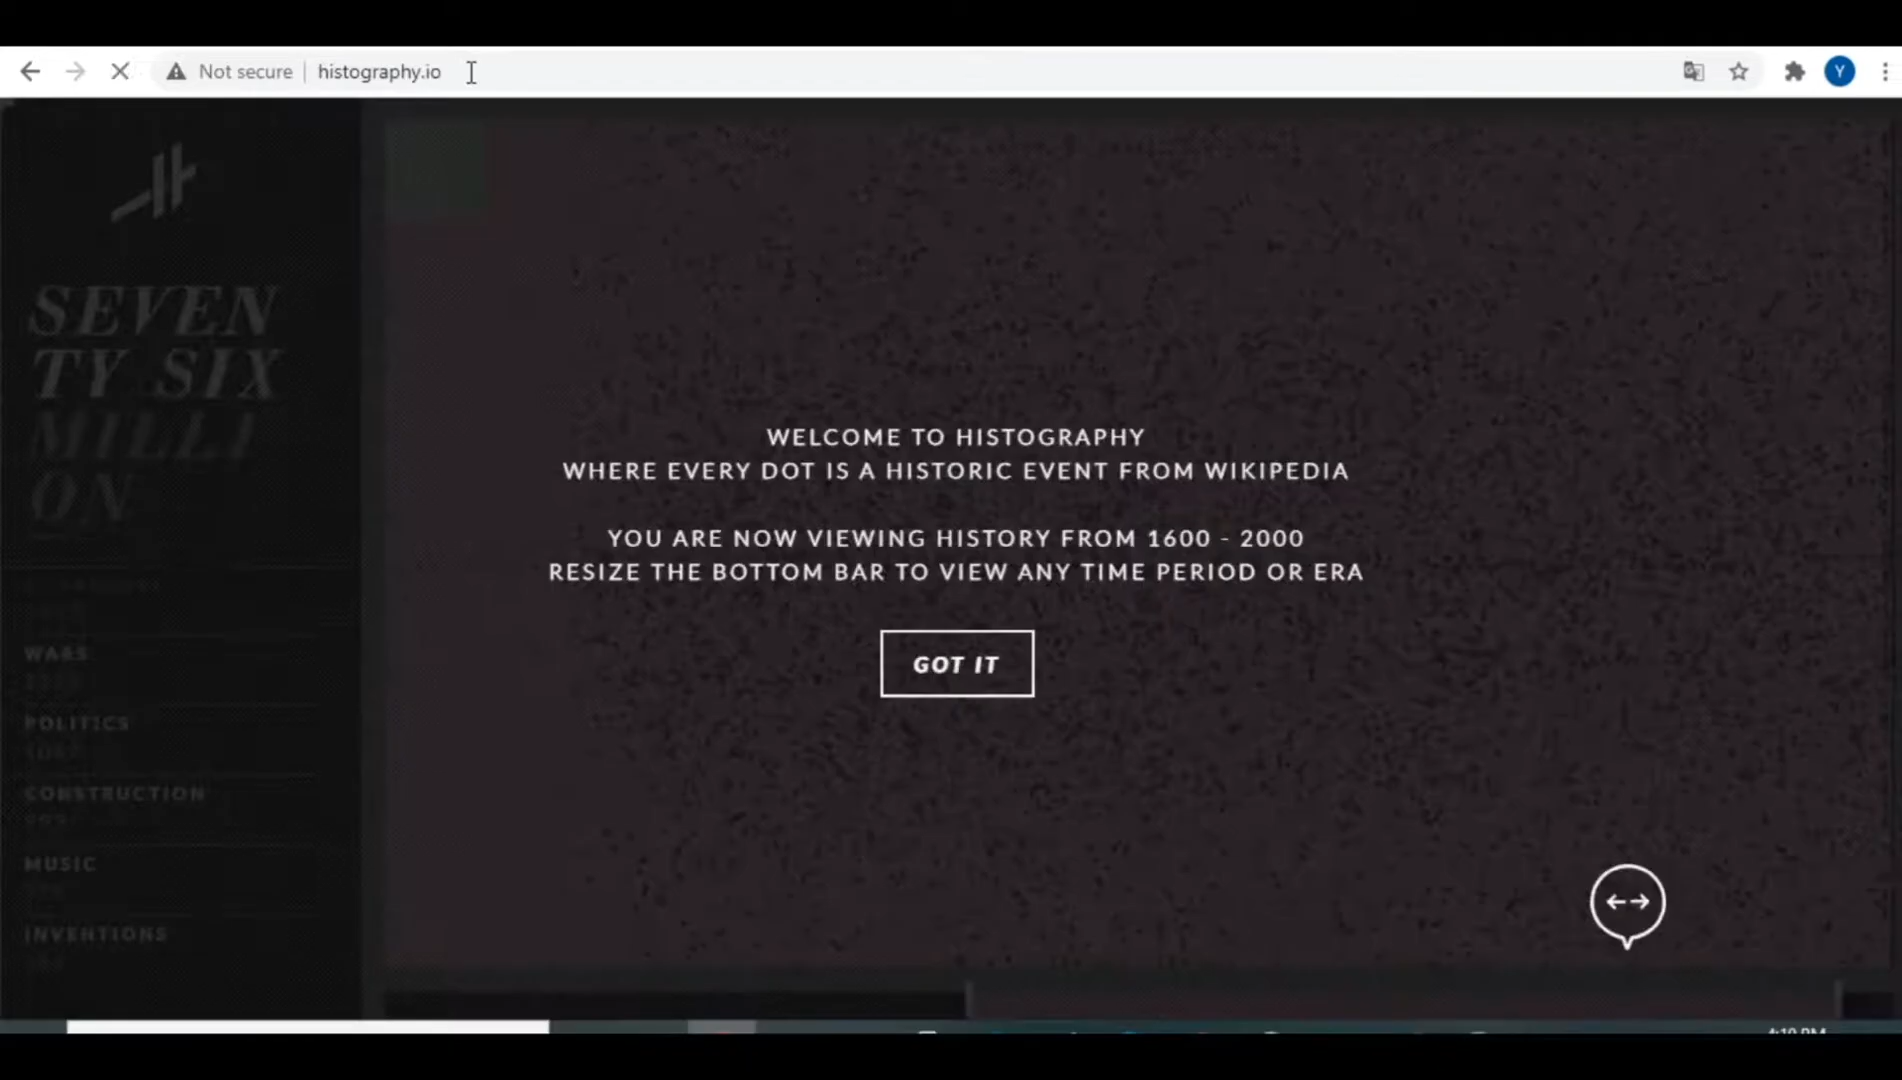 Not secure
histography.io
Y
SEVEN
TY SIX
MILLI
ON
WARS
POLITICS
CONSTRUCTION
MUSIC
INVENTIONS
WELCOME TO HISTOGRAPHY
WHERE EVERY DOT IS A HISTORIC EVENT FROM WIKIPEDIA
YOU ARE NOW VIEWING HISTORY FROM 1600 - 2000
RESIZE THE BOTTOM BAR TO VIEW ANY TIME PERIOD OR ERA
GOT IT